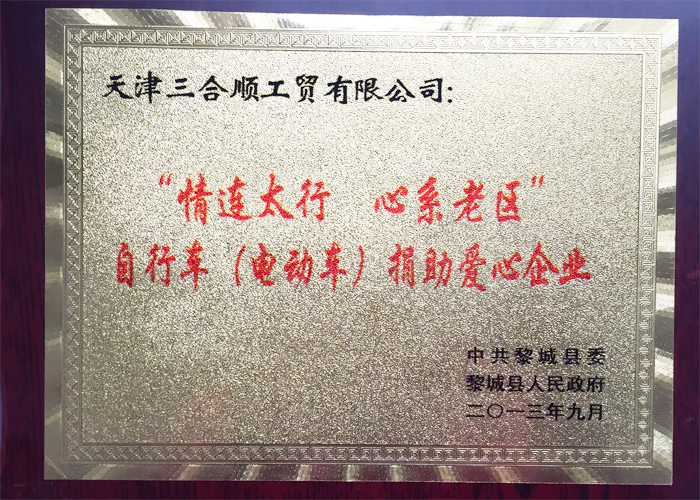 天津三合顺工贸有限公司：
“情连太行 心系老区”
自行车（电动车）捐助爱心企业
中共黎城县委
黎城县人民政府
二〇一三年九月